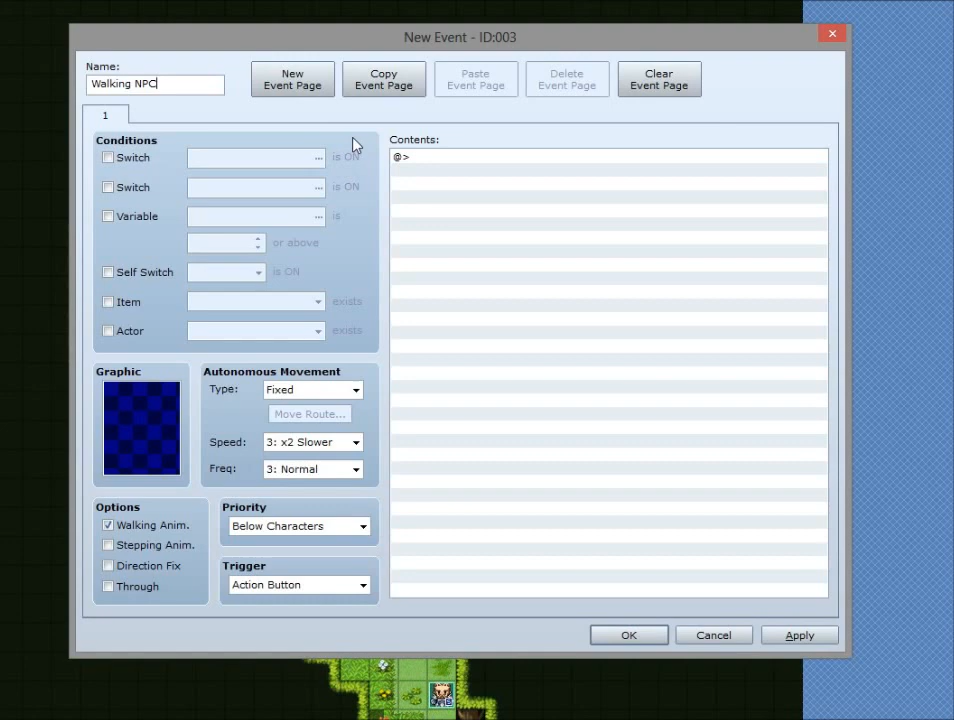 New Event - ID:003
Name:
Walking NPC
New
Event Page
Copy
Event Page
Paste
Event Page
Delete
Event Page
Clear
Event Page
1
Conditions
Switch ... is ON
Switch ... is ON
Variable ... is
or above
Self Switch is ON
Item exists
Actor exists
Graphic
Autonomous Movement
Type: Fixed
Move Route...
Speed: 3: x2 Slower
Freq: 3: Normal
Options
Walking Anim.
Stepping Anim.
Direction Fix
Through
Priority
Below Characters
Trigger
Action Button
Contents:
@>
OK
Cancel
Apply